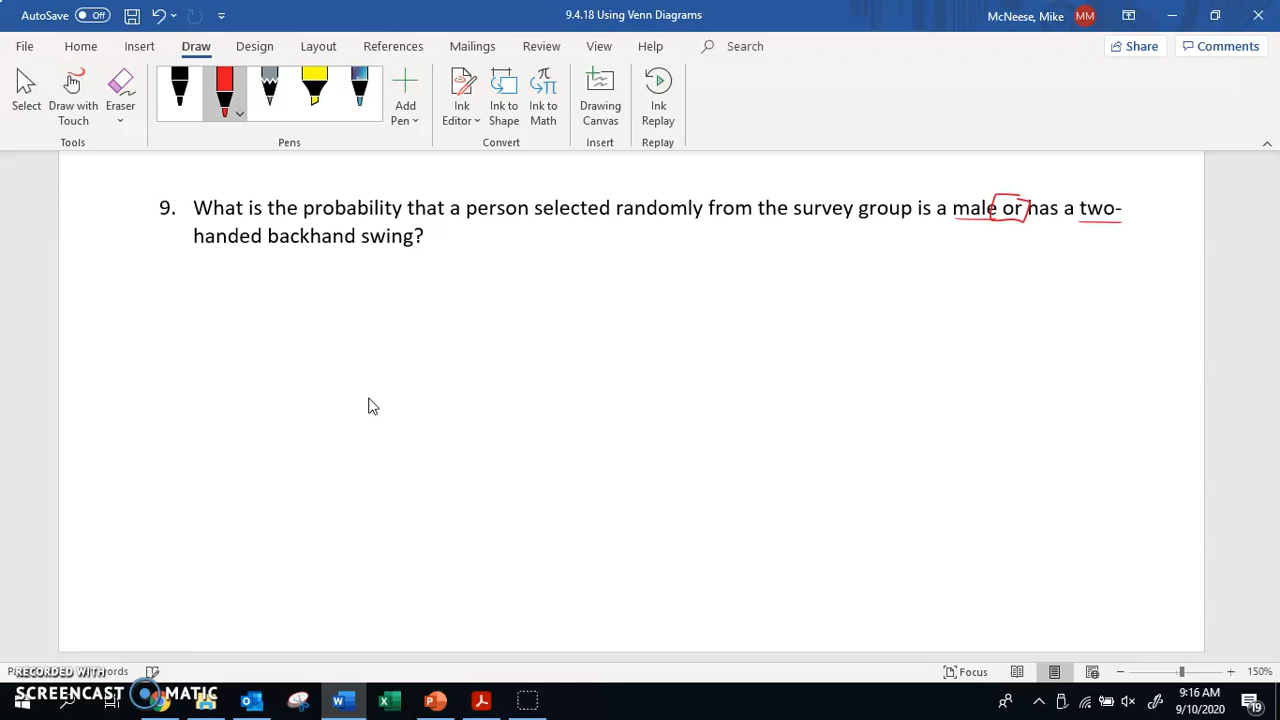 AutoSave Off
9.4.18 Using Venn Diagrams
McNeese, Mike MM
File Home Insert Draw Design Layout References Mailings Review View Help Search
Share Comments
Select
Draw with Touch
Eraser
Add Pen
Ink Editor
Ink to Shape
Ink to Math
Drawing Canvas
Ink Replay
Tools Pens Convert Insert Replay
9. What is the probability that a person selected randomly from the survey group is a male or has a two-
handed backhand swing?
RECORDED WITH
words
Focus
150%
SCREENCAST MATIC
9:16 AM
9/10/2020
19